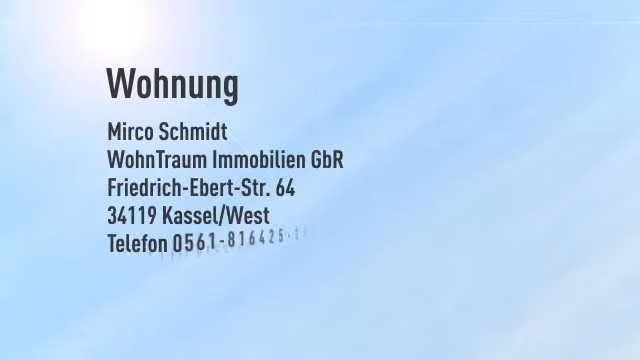 Wohnung
Mirco Schmidt
WohnTraum Immobilien GbR
Friedrich-Ebert-Str. 64
34119 Kassel/West
Telefon 0561-816425-